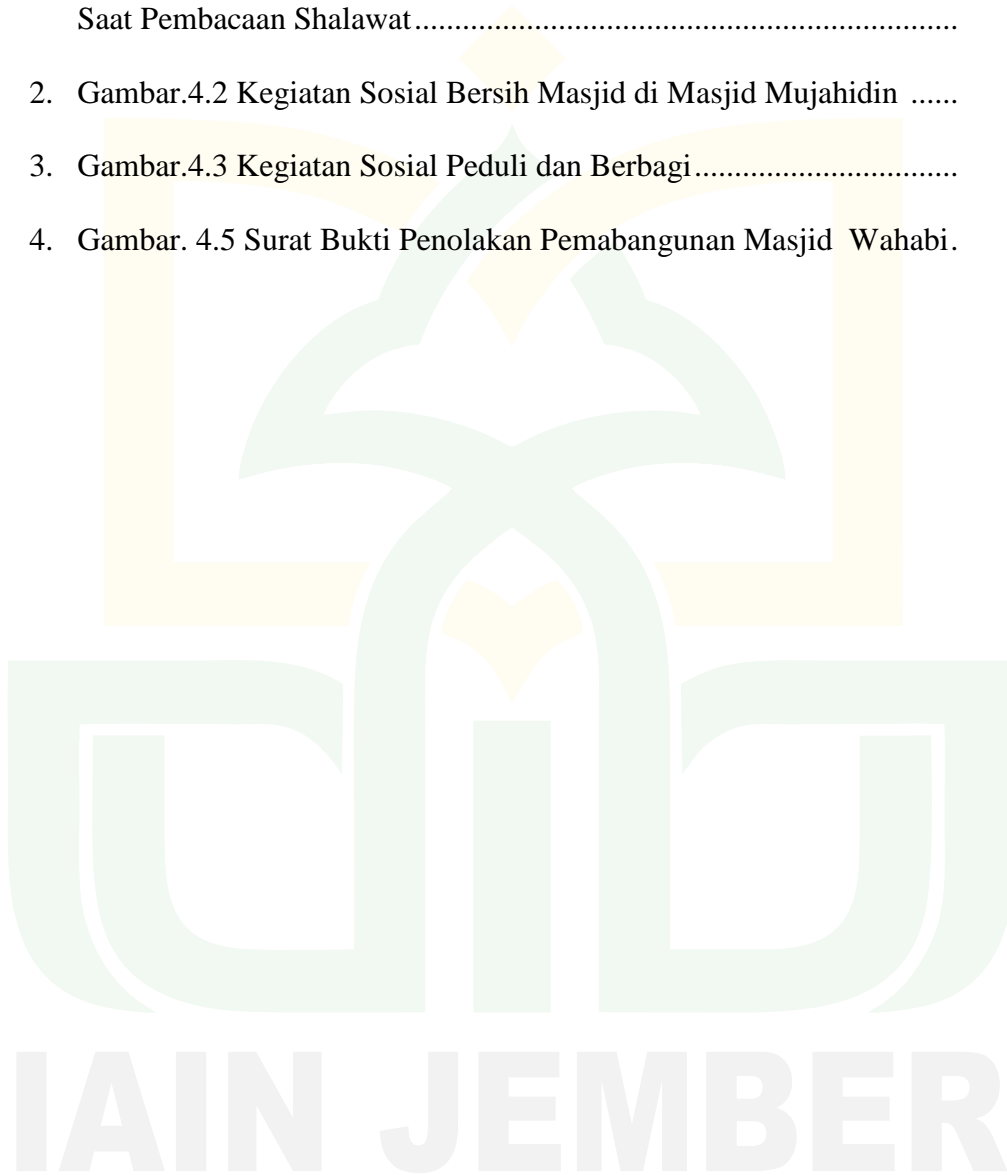 Saat Pembacaan Shalawat....................................................................
2. Gambar.4.2 Kegiatan Sosial Bersih Masjid di Masjid Mujahidin ......
3. Gambar.4.3 Kegiatan Sosial Peduli dan Berbagi.................................
4. Gambar. 4.5 Surat Bukti Penolakan Pemabangunan Masjid Wahabi.
IAIN JEMBER